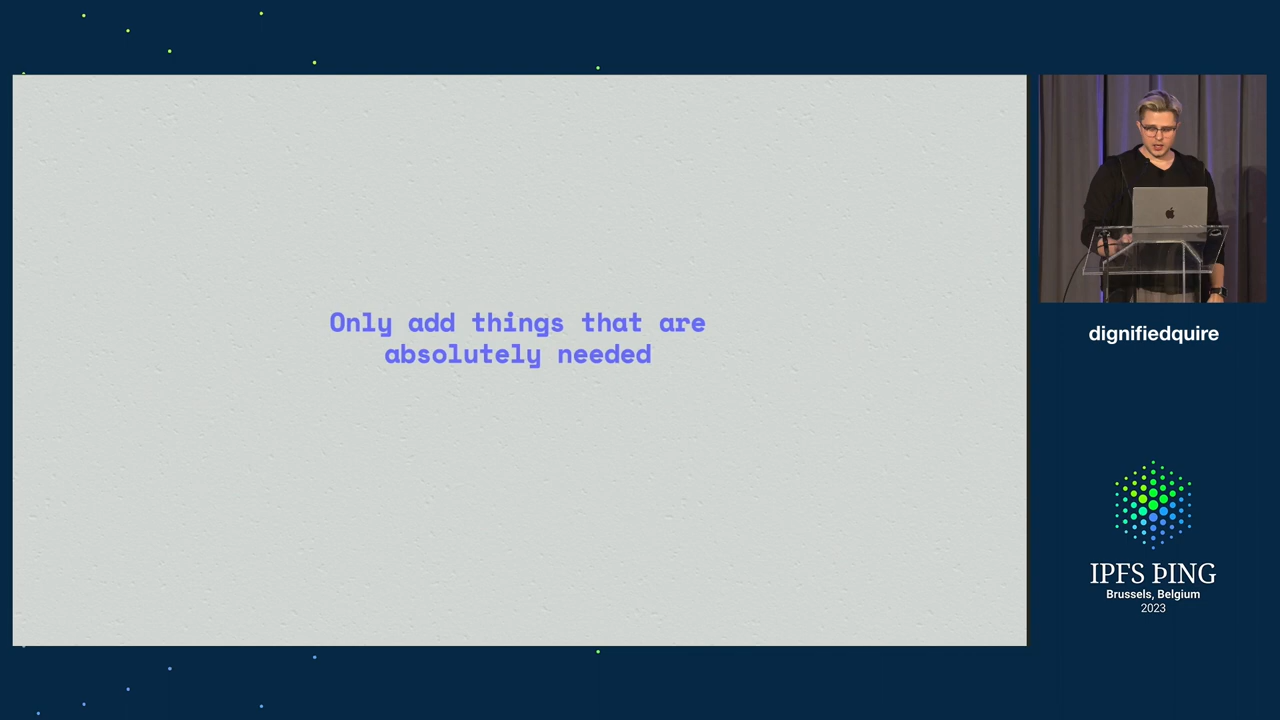 Only add things that are
absolutely needed
dignifiedquire
IPFS ÞING
Brussels, Belgium
2023